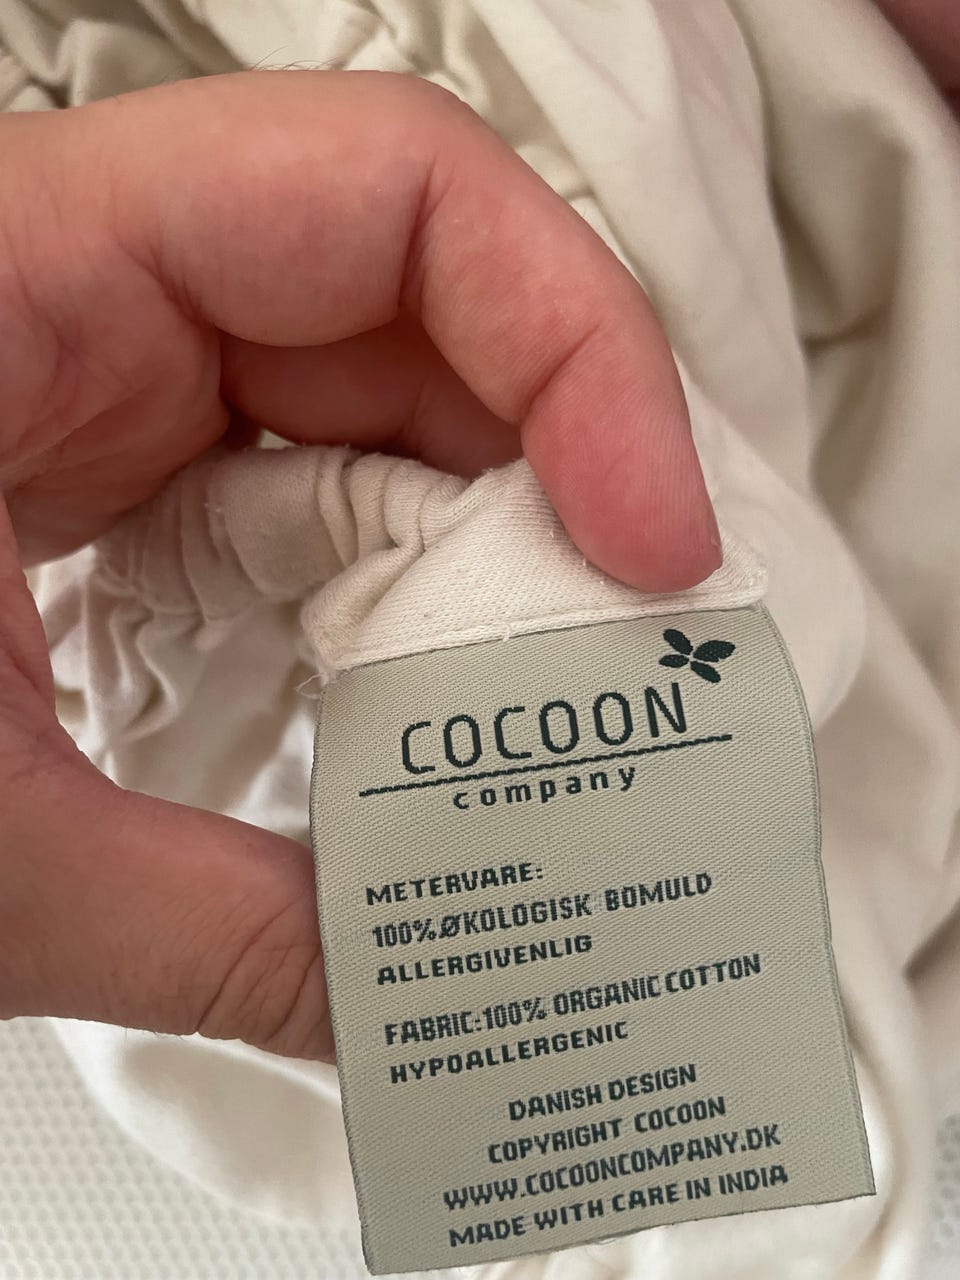 COCOON
company
METERVARE:
100% ØKOLOGISK BOMULD
ALLERGIVENLIG
FABRIC: 100% ORGANIC COTTON
HYPOALLERGENIC
DANISH DESIGN
COPYRIGHT COCOON
WWW.COCOONCOMPANY.DK
MADE WITH CARE IN INDIA